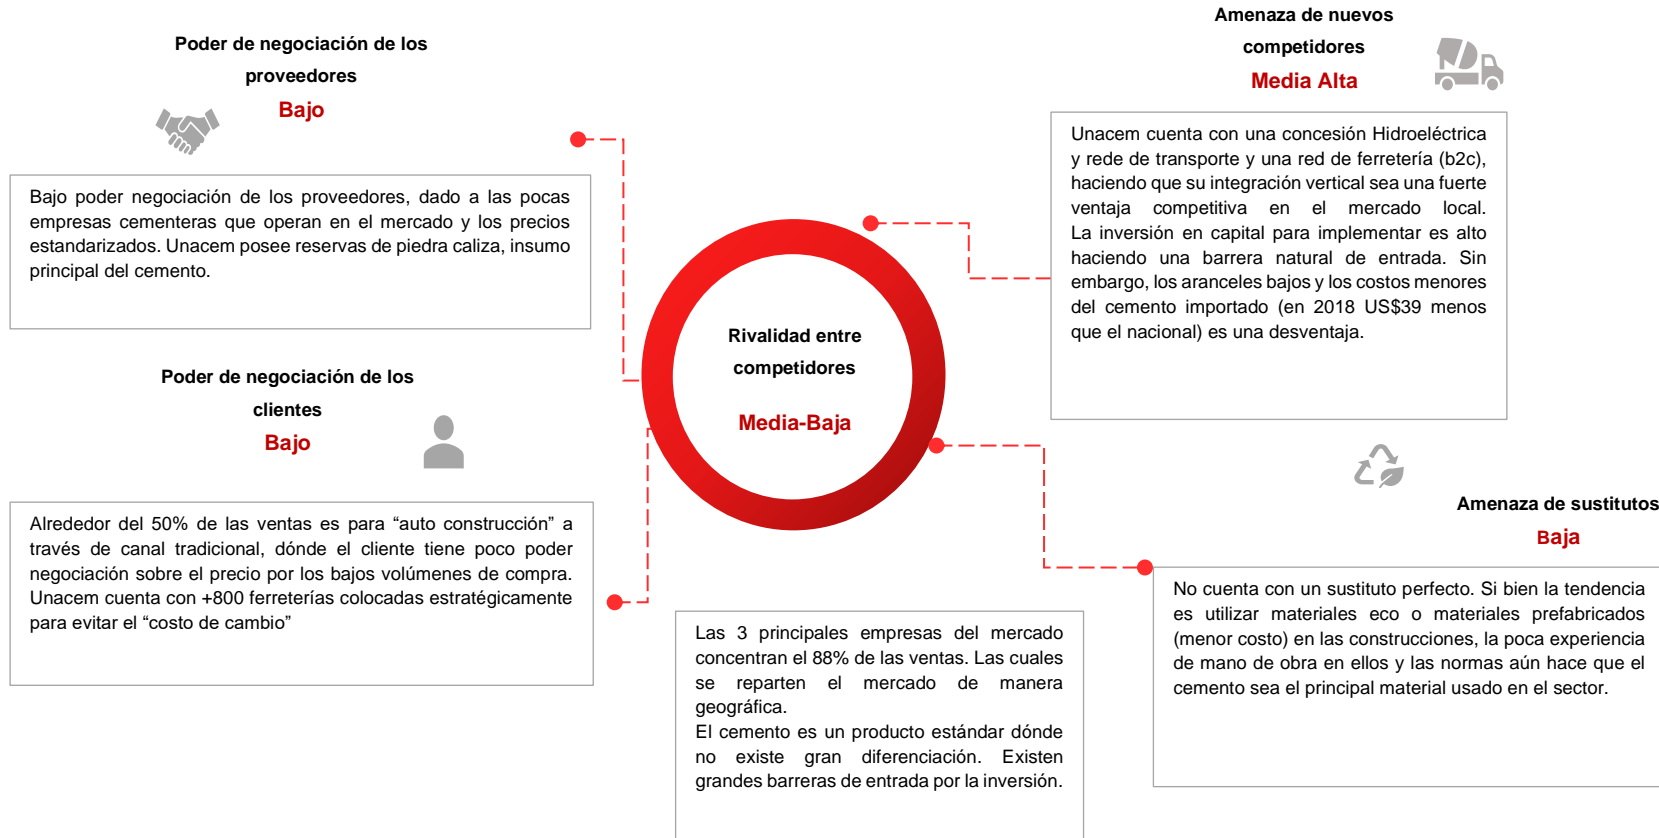 Poder de negociación de los
proveedores
Bajo
Bajo poder negociación de los proveedores, dado a las pocas
empresas cementeras que operan en el mercado y los precios
estandarizados. Unacem posee reservas de piedra caliza, insumo
principal del cemento.
Poder de negociación de los
clientes
Bajo
Alrededor del 50% de las ventas es para “auto construcción” a
través de canal tradicional, dónde el cliente tiene poco poder
negociación sobre el precio por los bajos volúmenes de compra.
Unacem cuenta con +800 ferreterías colocadas estratégicamente
para evitar el “costo de cambio”
Rivalidad entre
competidores
Media-Baja
Las 3 principales empresas del mercado
concentran el 88% de las ventas. Las cuales
se reparten el mercado de manera
geográfica.
El cemento es un producto estándar dónde
no existe gran diferenciación. Existen
grandes barreras de entrada por la inversión.
Amenaza de nuevos
competidores
Media Alta
Unacem cuenta con una concesión Hidroeléctrica
y rede de transporte y una red de ferretería (b2c),
haciendo que su integración vertical sea una fuerte
ventaja competitiva en el mercado local.
La inversión en capital para implementar es alto
haciendo una barrera natural de entrada. Sin
embargo, los aranceles bajos y los costos menores
del cemento importado (en 2018 US$39 menos
que el nacional) es una desventaja.
Amenaza de sustitutos
Baja
No cuenta con un sustituto perfecto. Si bien la tendencia
es utilizar materiales eco o materiales prefabricados
(menor costo) en las construcciones, la poca experiencia
de mano de obra en ellos y las normas aún hace que el
cemento sea el principal material usado en el sector.